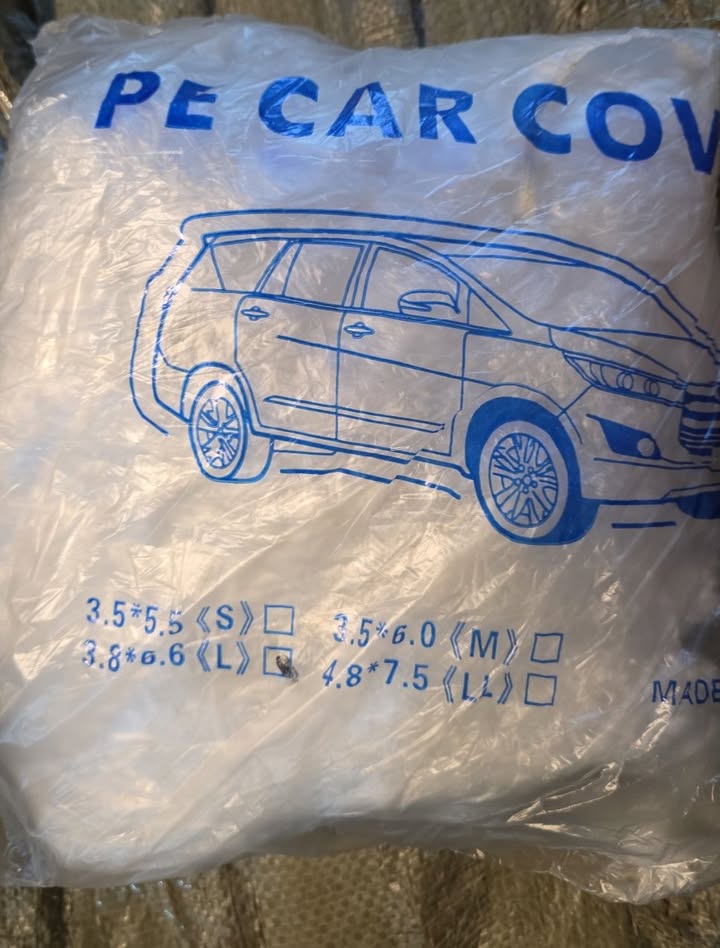 PE CAR COV
3.5*5.5《S》□ 3.5*6.0《M》□
3.8*6.6《L》□ 4.8*7.5《LL》□
MADE